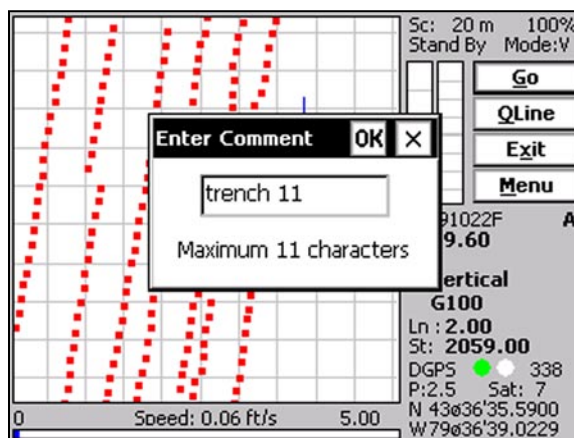 Sc: 20 m 100%
Stand By Mode:V
Go
QLine
Exit
Menu
Enter Comment OK ×
trench 11
Maximum 11 characters
91022F A
9.60
ertical
G100
Ln : 2.00
St: 2059.00
DGPS 338
P:2.5 Sat: 7
N 43ø36'35.5900
W79ø36'39.0229
0 Speed: 0.06 ft/s 5.00